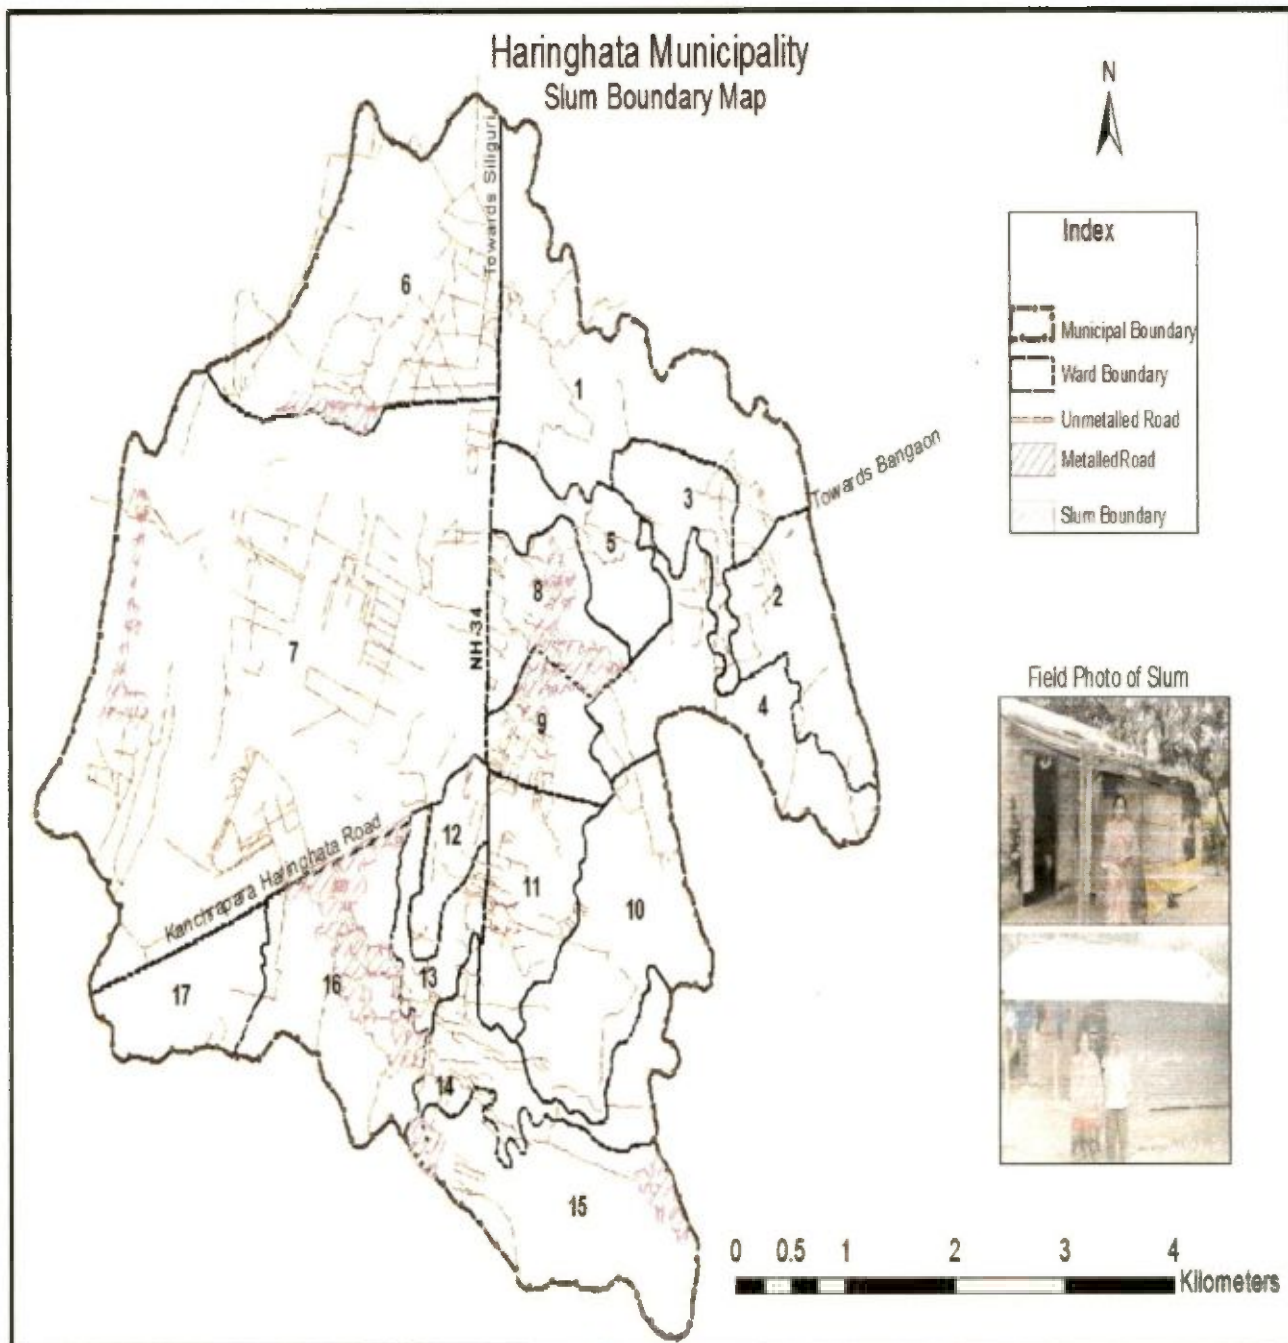 Haringhata Municipality
Slum Boundary Map
N
Towards Siliguri
Index
Municipal Boundary
Ward Boundary
Unmetalled Road
Metalled Road
Slum Boundary
6
1
Towards Bangaon
3
5
2
8
7
NH-34
4
9
Field Photo of Slum
12
Kanchrapara Haringhata Road
11
10
13
17
16
14
15
0 0.5 1 2 3 4
Kilometers